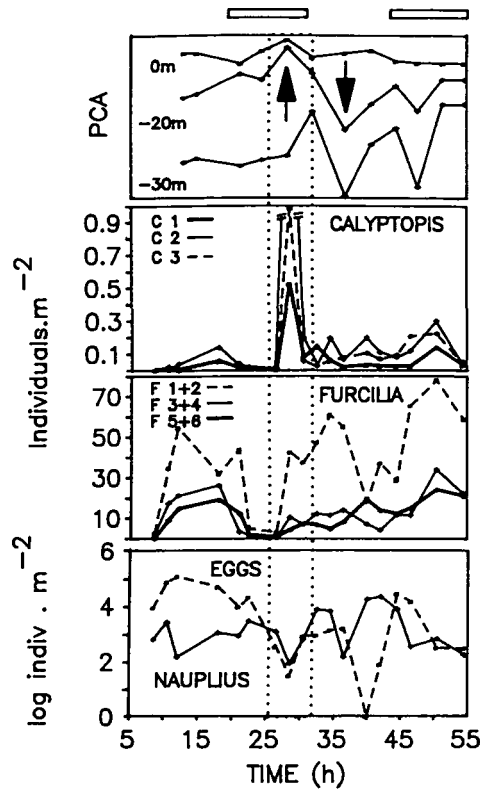 PCA
0m
-20m
-30m
Individuals.m-2
CALYPTOPIS
C 1
C 2
C 3
0.9
0.7
0.5
0.3
0.1
FURCILIA
F 1+2
F 3+4
F 5+6
70
50
30
10
log indiv . m-2
EGGS
NAUPLIUS
6
4
2
0
5 15 25 35 45 55
TIME (h)